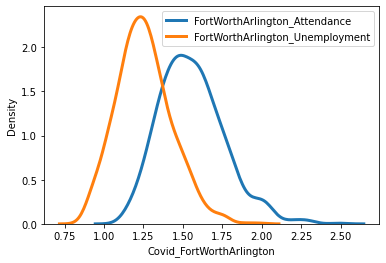 FortWorthArlington_Attendance
FortWorthArlington_Unemployment
Density
2.0
1.5
1.0
0.5
0.0
0.75 1.00 1.25 1.50 1.75 2.00 2.25 2.50
Covid_FortWorthArlington